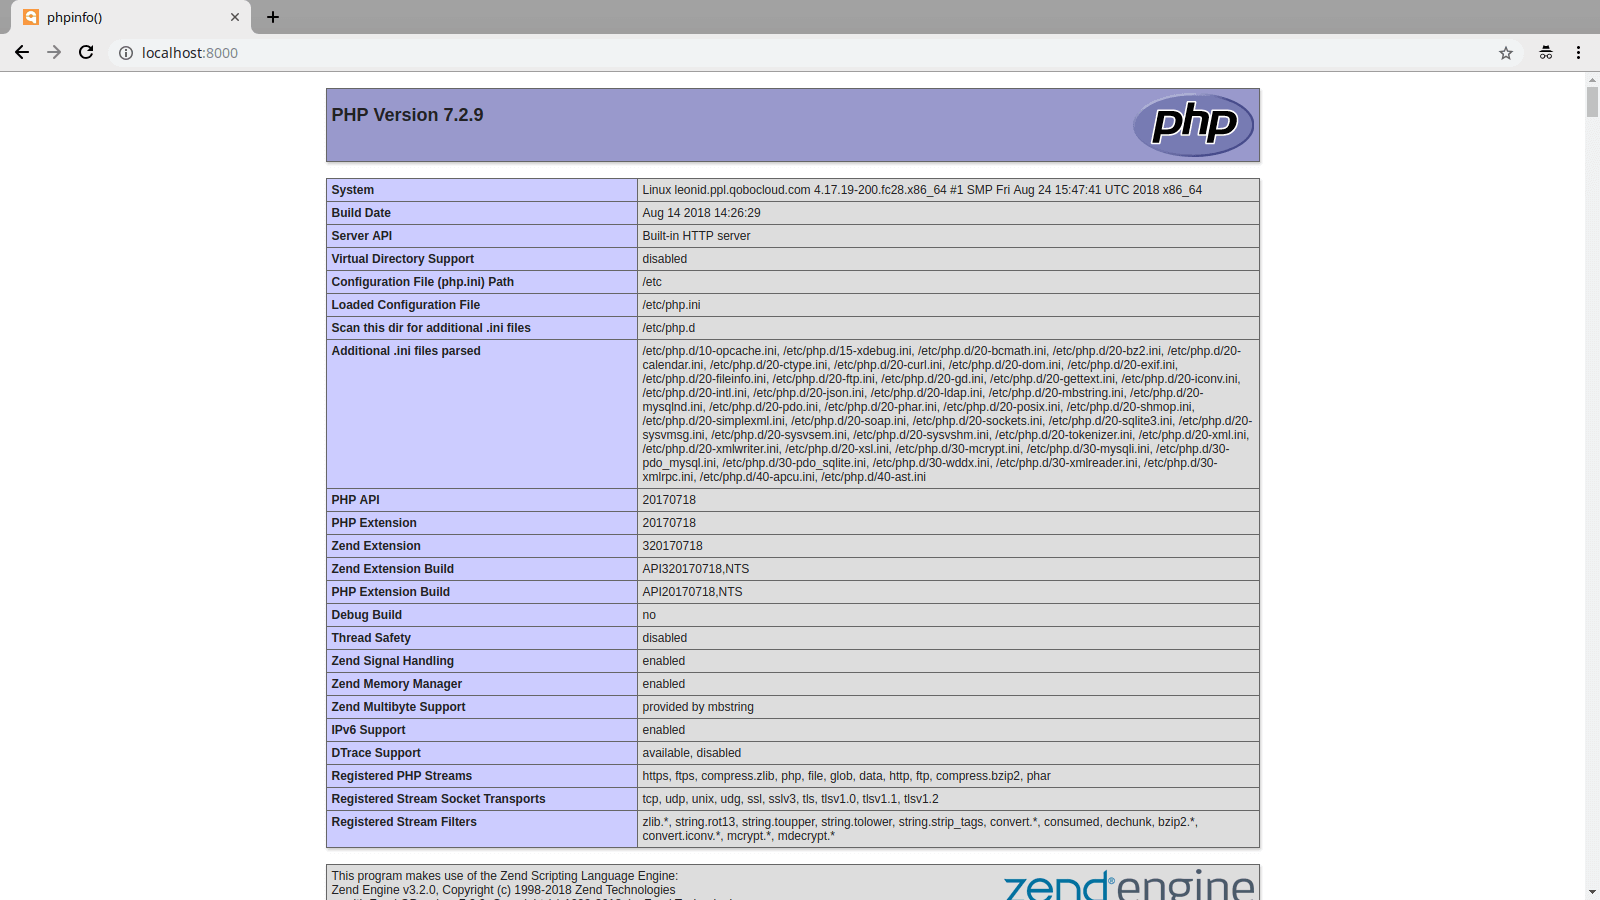 phpinfo()
localhost:8000
PHP Version 7.2.9
php
System Linux leonid.ppl.qobocloud.com 4.17.19-200.fc28.x86_64 #1 SMP Fri Aug 24 15:47:41 UTC 2018 x86_64
Build Date Aug 14 2018 14:26:29
Server API Built-in HTTP server
Virtual Directory Support disabled
Configuration File (php.ini) Path /etc
Loaded Configuration File /etc/php.ini
Scan this dir for additional .ini files /etc/php.d
Additional .ini files parsed /etc/php.d/10-opcache.ini, /etc/php.d/15-xdebug.ini, /etc/php.d/20-bcmath.ini, /etc/php.d/20-bz2.ini, /etc/php.d/20-
calendar.ini, /etc/php.d/20-ctype.ini, /etc/php.d/20-curl.ini, /etc/php.d/20-dom.ini, /etc/php.d/20-exif.ini,
/etc/php.d/20-fileinfo.ini, /etc/php.d/20-ftp.ini, /etc/php.d/20-gd.ini, /etc/php.d/20-gettext.ini, /etc/php.d/20-iconv.ini,
/etc/php.d/20-intl.ini, /etc/php.d/20-json.ini, /etc/php.d/20-ldap.ini, /etc/php.d/20-mbstring.ini, /etc/php.d/20-
mysqlnd.ini, /etc/php.d/20-pdo.ini, /etc/php.d/20-phar.ini, /etc/php.d/20-posix.ini, /etc/php.d/20-shmop.ini,
/etc/php.d/20-simplexml.ini, /etc/php.d/20-soap.ini, /etc/php.d/20-sockets.ini, /etc/php.d/20-sqlite3.ini, /etc/php.d/20-
sysvmsg.ini, /etc/php.d/20-sysvsem.ini, /etc/php.d/20-sysvshm.ini, /etc/php.d/20-tokenizer.ini, /etc/php.d/20-xml.ini,
/etc/php.d/20-xmlwriter.ini, /etc/php.d/20-xsl.ini, /etc/php.d/30-mcrypt.ini, /etc/php.d/30-mysqli.ini, /etc/php.d/30-
pdo_mysql.ini, /etc/php.d/30-pdo_sqlite.ini, /etc/php.d/30-wddx.ini, /etc/php.d/30-xmlreader.ini, /etc/php.d/30-
xmlrpc.ini, /etc/php.d/40-apcu.ini, /etc/php.d/40-ast.ini
PHP API 20170718
PHP Extension 20170718
Zend Extension 320170718
Zend Extension Build API320170718,NTS
PHP Extension Build API20170718,NTS
Debug Build no
Thread Safety disabled
Zend Signal Handling enabled
Zend Memory Manager enabled
Zend Multibyte Support provided by mbstring
IPv6 Support enabled
DTrace Support available, disabled
Registered PHP Streams https, ftps, compress.zlib, php, file, glob, data, http, ftp, compress.bzip2, phar
Registered Stream Socket Transports tcp, udp, unix, udg, ssl, sslv3, tls, tlsv1.0, tlsv1.1, tlsv1.2
Registered Stream Filters zlib.*, string.rot13, string.toupper, string.tolower, string.strip_tags, convert.*, consumed, dechunk, bzip2.*,
convert.iconv.*, mcrypt.*, mdecrypt.*
This program makes use of the Zend Scripting Language Engine:
Zend Engine v3.2.0, Copyright (c) 1998-2018 Zend Technologies
zend® engine